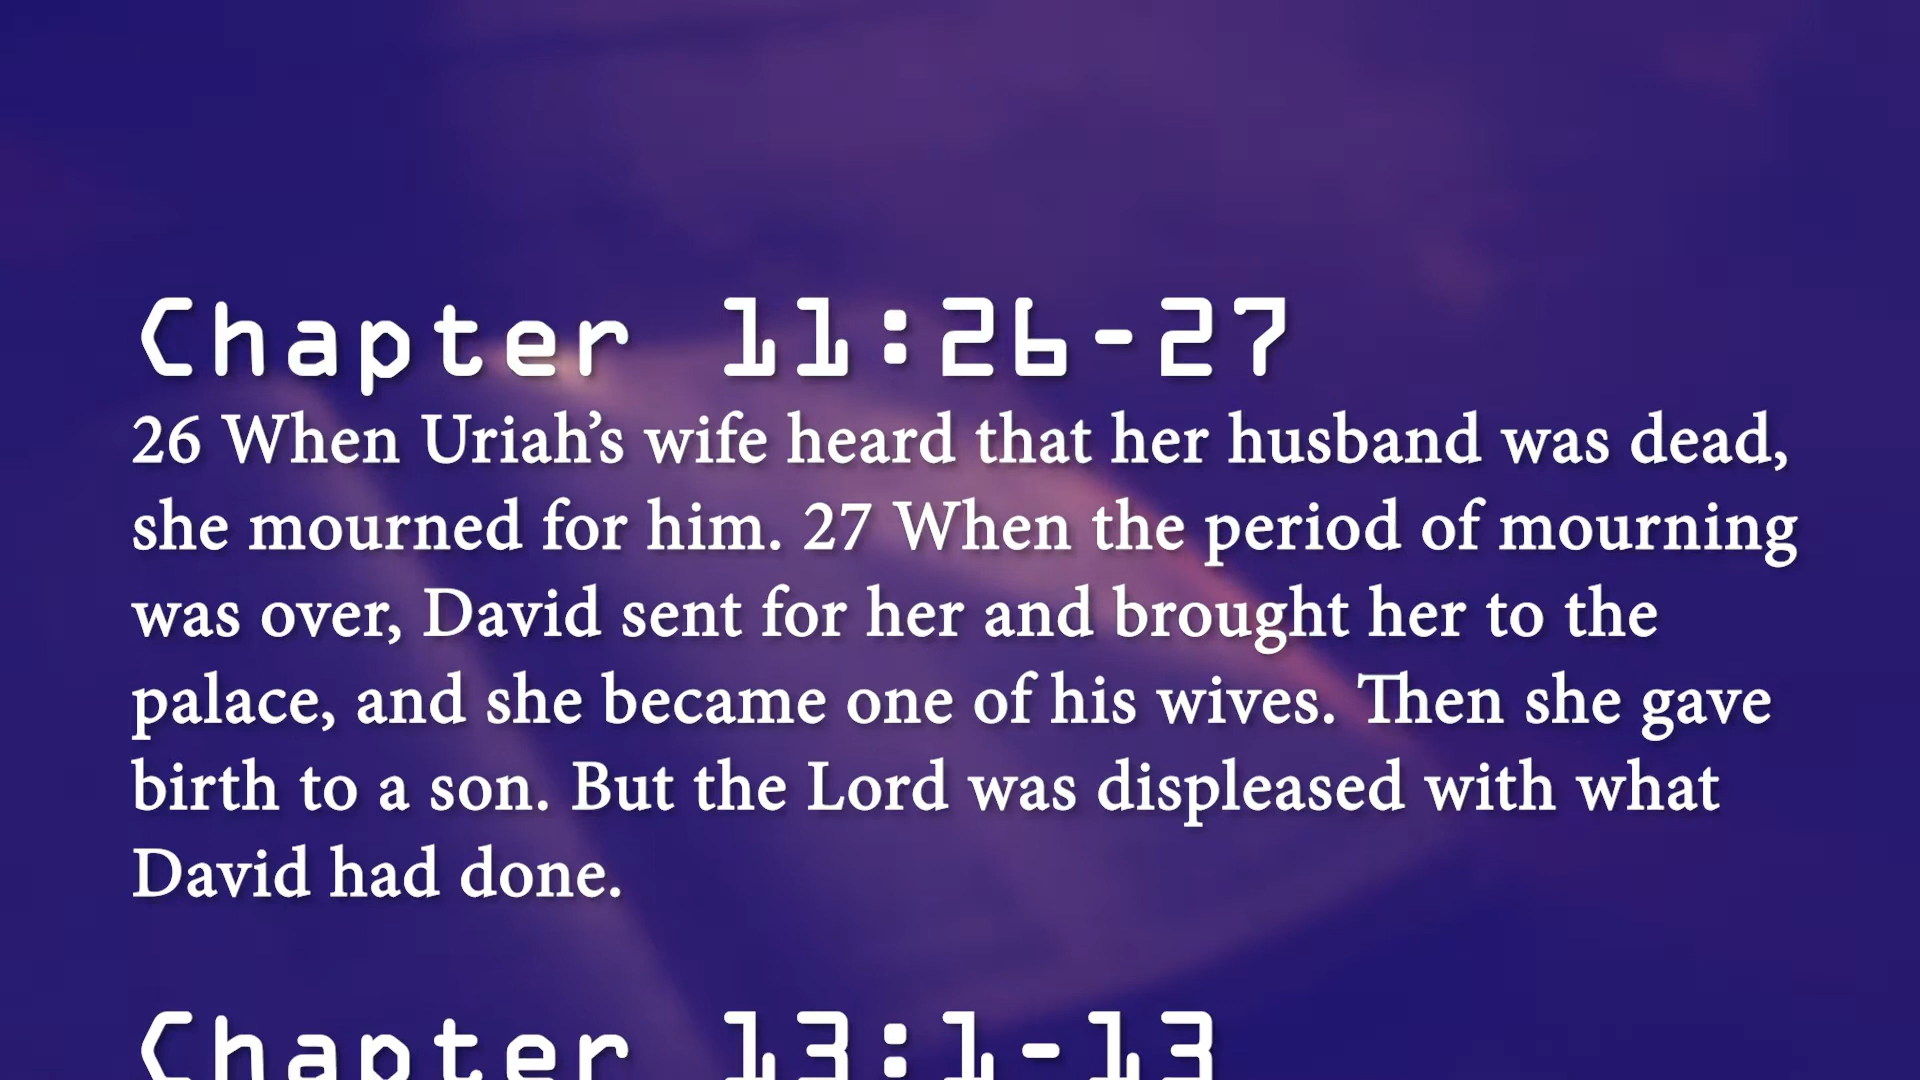 Chapter 11:26-27
26 When Uriah’s wife heard that her husband was dead,
she mourned for him. 27 When the period of mourning
was over, David sent for her and brought her to the
palace, and she became one of his wives. Then she gave
birth to a son. But the Lord was displeased with what
David had done.
Chapter 13:1-13